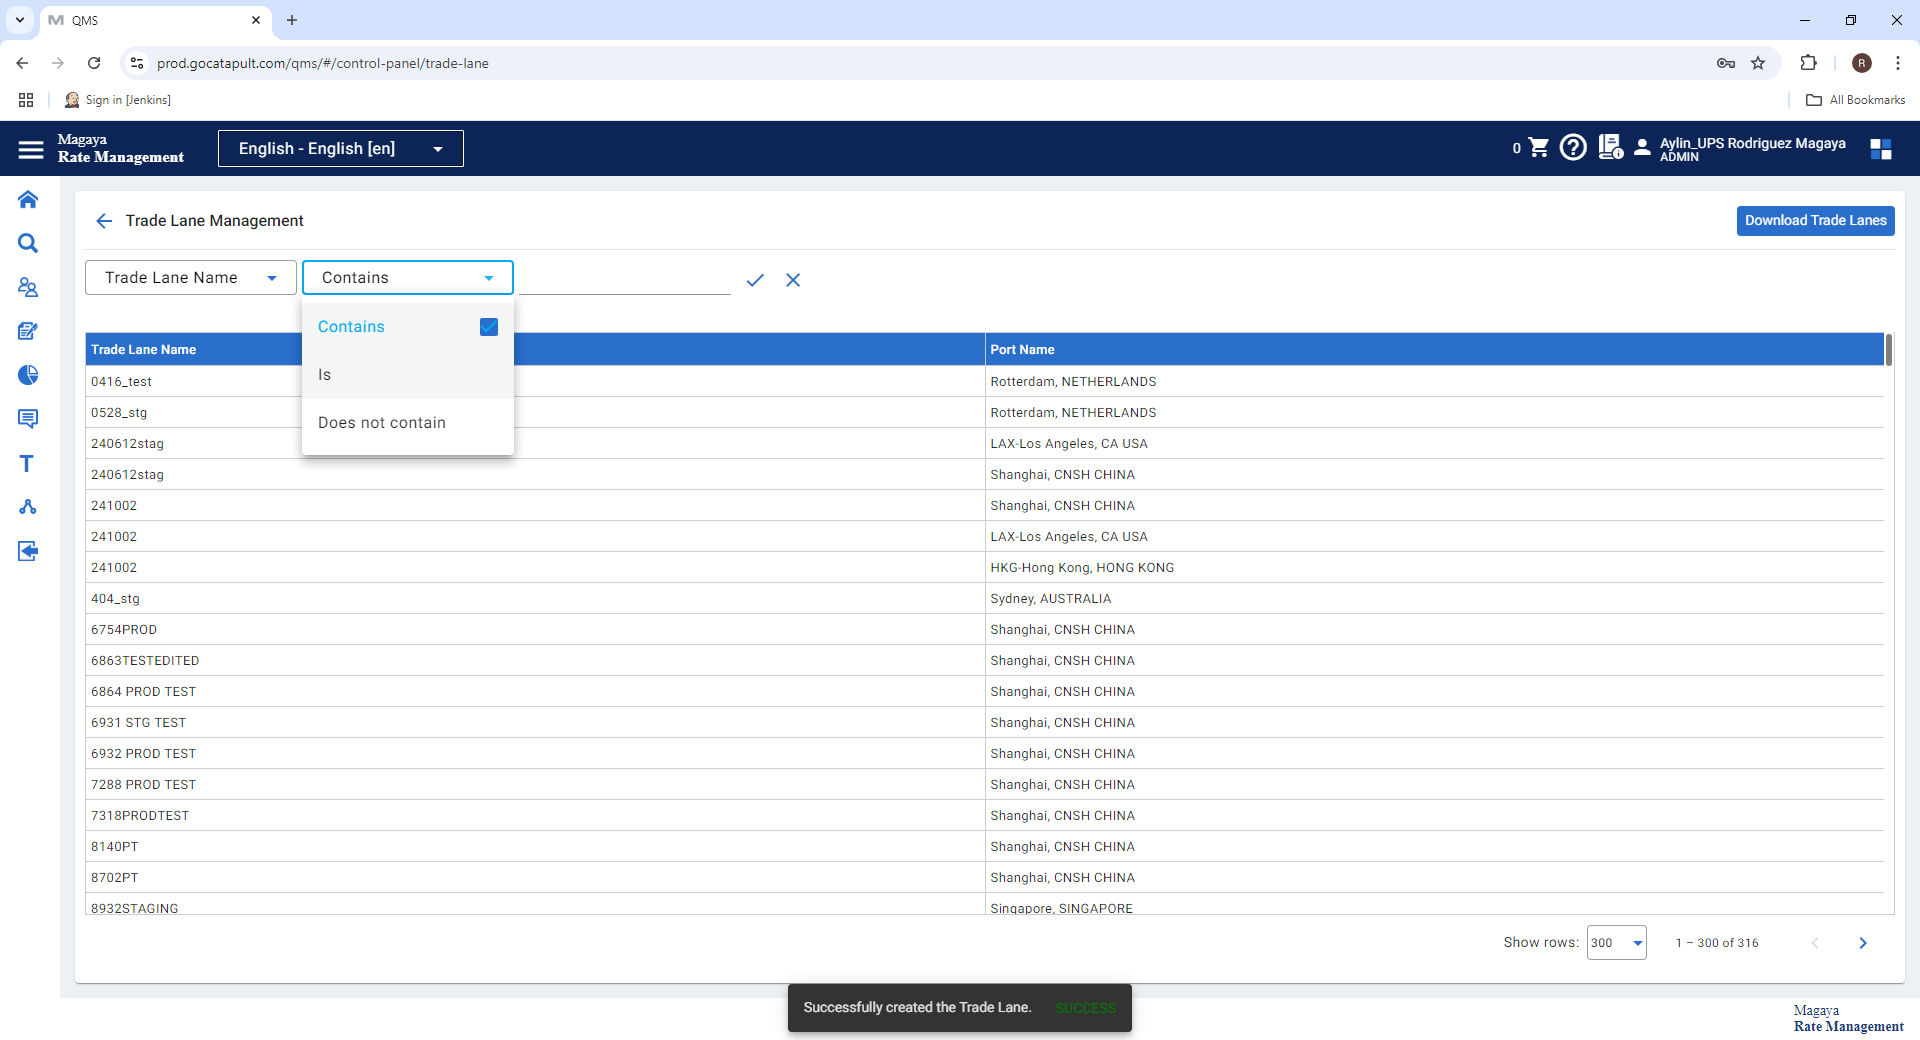 QMS
prod.gocatapult.com/qms/#/control-panel/trade-lane
R
Sign in [Jenkins]
All Bookmarks
Magaya
Rate Management
English - English [en]
0
Aylin_UPS Rodriguez Magaya
ADMIN
Trade Lane Management
Download Trade Lanes
Trade Lane Name
Contains
Contains
Is
Does not contain
Trade Lane Name Port Name
0416_test Rotterdam, NETHERLANDS
0528_stg Rotterdam, NETHERLANDS
240612stag LAX-Los Angeles, CA USA
240612stag Shanghai, CNSH CHINA
241002 Shanghai, CNSH CHINA
241002 LAX-Los Angeles, CA USA
241002 HKG-Hong Kong, HONG KONG
404_stg Sydney, AUSTRALIA
6754PROD Shanghai, CNSH CHINA
6863TESTEDITED Shanghai, CNSH CHINA
6864 PROD TEST Shanghai, CNSH CHINA
6931 STG TEST Shanghai, CNSH CHINA
6932 PROD TEST Shanghai, CNSH CHINA
7288 PROD TEST Shanghai, CNSH CHINA
7318PRODTEST Shanghai, CNSH CHINA
8140PT Shanghai, CNSH CHINA
8702PT Shanghai, CNSH CHINA
8932STAGING Singapore, SINGAPORE
Show rows: 300 1 – 300 of 316
Successfully created the Trade Lane. SUCCESS
Magaya
Rate Management